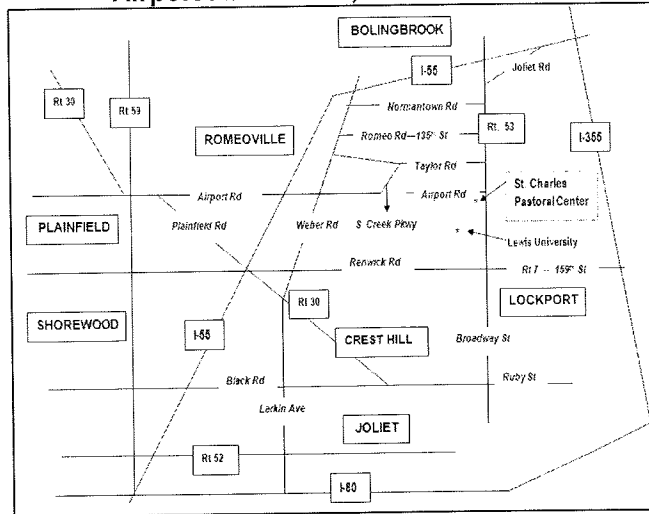 BOLINGBROOK
I-55
Joliet Rd
Rt 30
Rt 59
Normantown Rd
Rt. 53
I-355
ROMEOVILLE
Romeo Rd—135th St
Taylor Rd
St. Charles
Pastoral Center
Airport Rd
Airport Rd
PLAINFIELD
Plainfield Rd
Weber Rd
S Creek Pkwy
Lewis University
Renwick Rd
Rt 7 -- 159th St
Rt 30
LOCKPORT
SHOREWOOD
I-55
CREST HILL
Broadway St
Black Rd
Ruby St
Larkin Ave
JOLIET
Rt 52
I-80